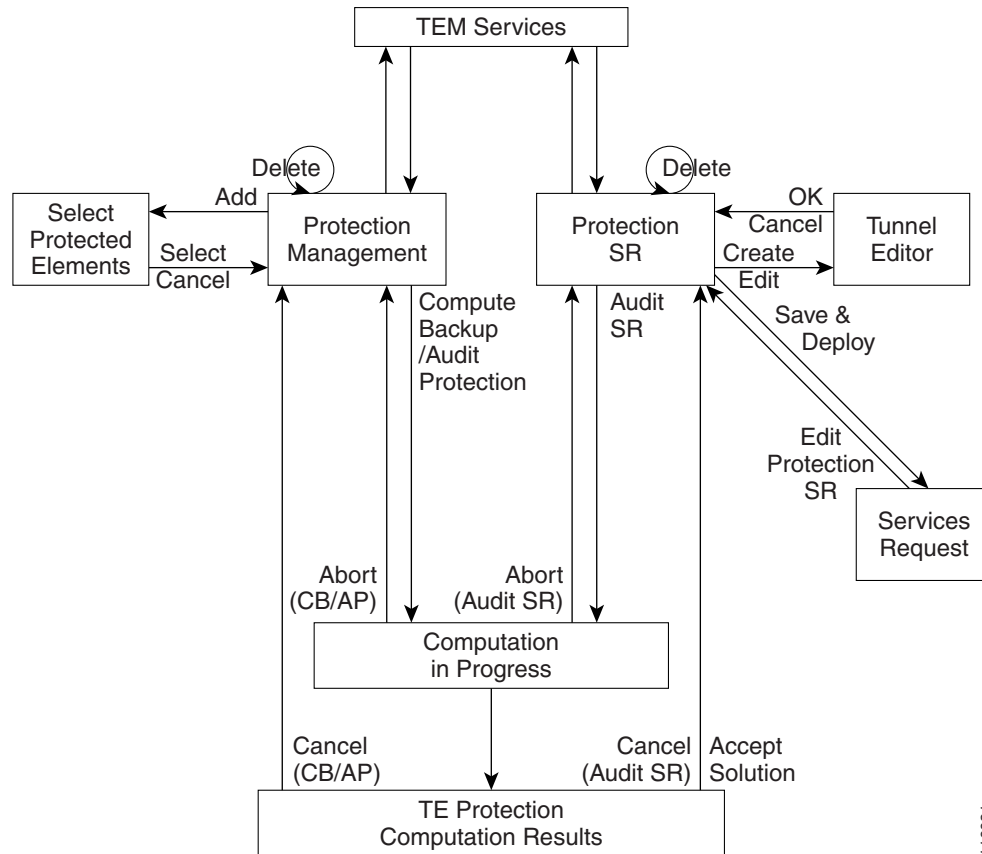 TEM Services
Delete
Delete
Add
OK
Cancel
Select
Protected
Elements
Protection
Management
Protection
SR
Tunnel
Editor
Select
Cancel
Create
Edit
Compute
Backup
/Audit
Protection
Audit
SR
Save &
Deploy
Edit
Protection
SR
Services
Request
Abort
(CB/AP)
Abort
(Audit SR)
Computation
in Progress
Cancel
(CB/AP)
Cancel
(Audit SR)
Accept
Solution
TE Protection
Computation Results